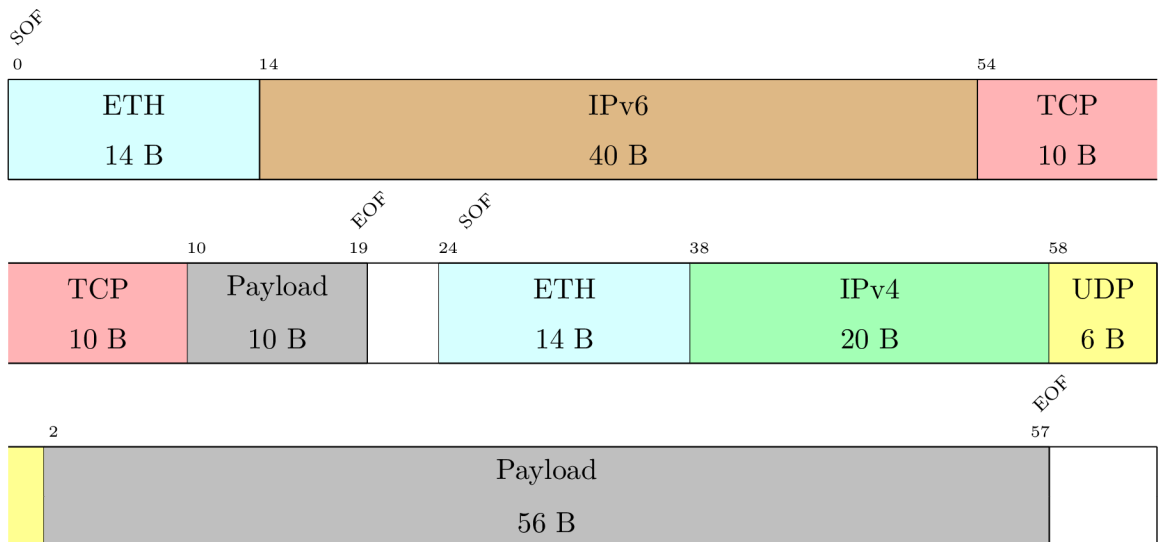 SOF
0 14 54
ETH IPv6 TCP
14 B 40 B 10 B
EOF SOF
10 19 24 38 58
TCP Payload ETH IPv4 UDP
10 B 10 B 14 B 20 B 6 B
EOF
2 57
Payload
56 B